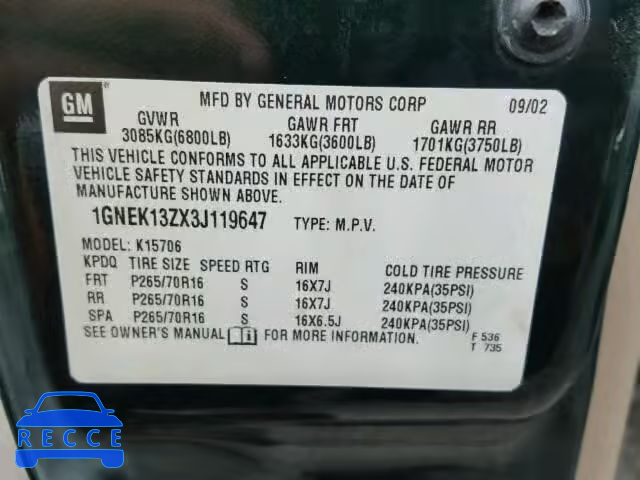 GM ®
MFD BY GENERAL MOTORS CORP 09/02
GVWR GAWR FRT GAWR RR
3085KG(6800LB) 1633KG(3600LB) 1701KG(3750LB)
THIS VEHICLE CONFORMS TO ALL APPLICABLE U.S. FEDERAL MOTOR
VEHICLE SAFETY STANDARDS IN EFFECT ON THE DATE OF
MANUFACTURE SHOWN ABOVE.
1GNEK13ZX3J119647 TYPE: M.P.V.
MODEL: K15706
KPDQ TIRE SIZE SPEED RTG RIM COLD TIRE PRESSURE
FRT P265/70R16 S 16X7J 240KPA(35PSI)
RR P265/70R16 S 16X7J 240KPA(35PSI)
SPA P265/70R16 S 16X6.5J 240KPA(35PSI)
SEE OWNER'S MANUAL FOR MORE INFORMATION.
F 536
T 735
RECCE